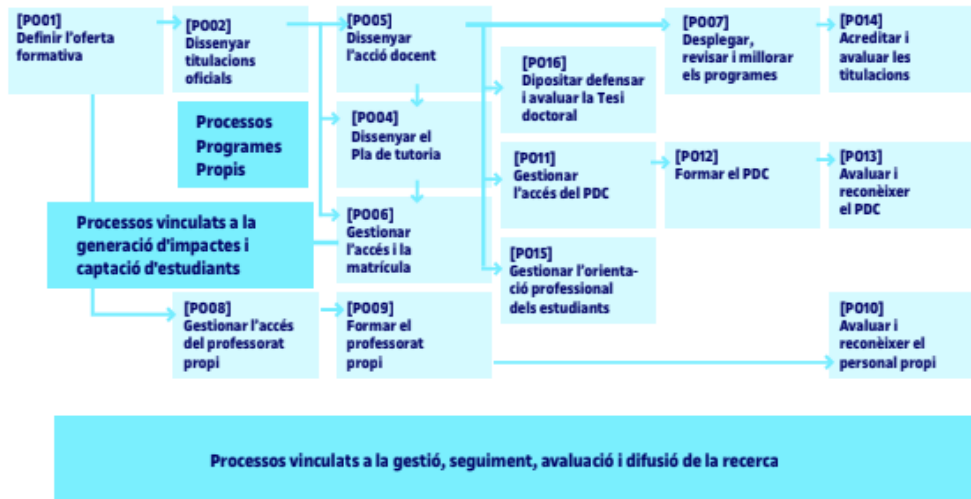 [PO01]
Definir l'oferta
formativa
[PO02]
Dissenyar
titulacions
oficials
[PO05]
Dissenyar
l'acció docent
[PO07]
Desplegar,
revisar i millorar
els programes
[PO14]
Acreditar i
avaluar les
titulacions
[PO16]
Dipositar defensar
i avaluar la Tesi
doctoral
Processos
Programes
Propis
[PO04]
Dissenyar el
Pla de tutoria
[PO11]
Gestionar
l'accés del PDC
[PO12]
Formar el PDC
[PO13]
Avaluar i
reconèixer
el PDC
Processos vinculats a la
generació d'impactes i
captació d'estudiants
[PO06]
Gestionar
l'accés i la
matrícula
[PO15]
Gestionar l'orienta-
ció professional
dels estudiants
[PO08]
Gestionar l'accés
del professorat
propi
[PO09]
Formar el
professorat
propi
[PO10]
Avaluar i
reconèixer el
personal propi
Processos vinculats a la gestió, seguiment, avaluació i difusió de la recerca